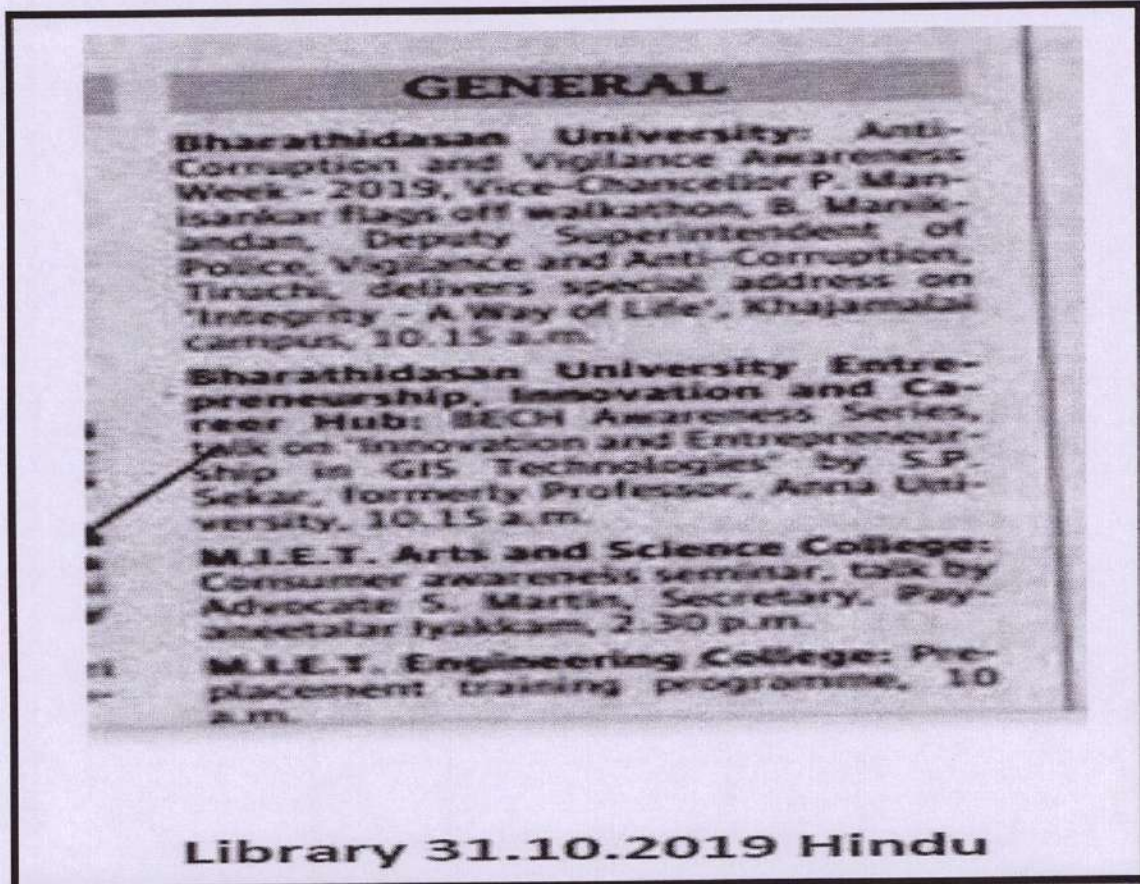 GENERAL
Bharathidasan University: Anti-
Corruption and Vigilance Awareness
Week - 2019, Vice-Chancellor P. Man-
isankar flags off walkathon, B. Manik-
andan, Deputy Superintendent of
Police, Vigilance and Anti-Corruption,
Tiruchi, delivers special address on
'Integrity - A Way of Life', Khajamalai
campus, 10.15 a.m.
Bharathidasan University Entre-
preneurship, Innovation and Ca-
reer Hub: BECH Awareness Series,
talk on 'Innovation and Entrepreneur-
ship in GIS Technologies' by S.P.
Sekar, formerly Professor, Anna Uni-
versity, 10.15 a.m.
M.I.E.T. Arts and Science College:
Consumer awareness seminar, talk by
Advocate S. Martin, Secretary, Pay-
aneetalar Iyakkam, 2.30 p.m.
M.I.E.T. Engineering College: Pre-
placement training programme, 10
a.m.
Library 31.10.2019 Hindu